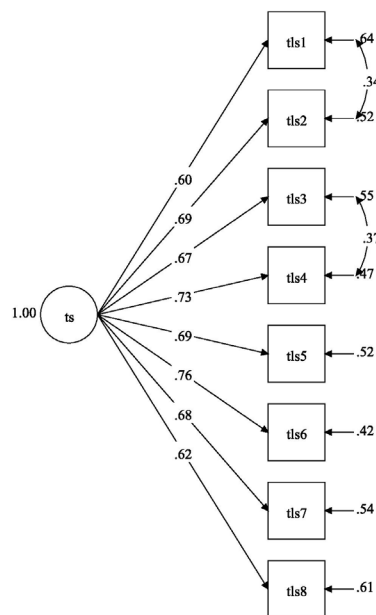 tls1
.64
.34
tls2
.52
.60
.69
tls3
.55
.67
.37
tls4
.47
.73
1.00
ts
.69
tls5
.52
.76
.68
tls6
.42
.62
tls7
.54
tls8
.61